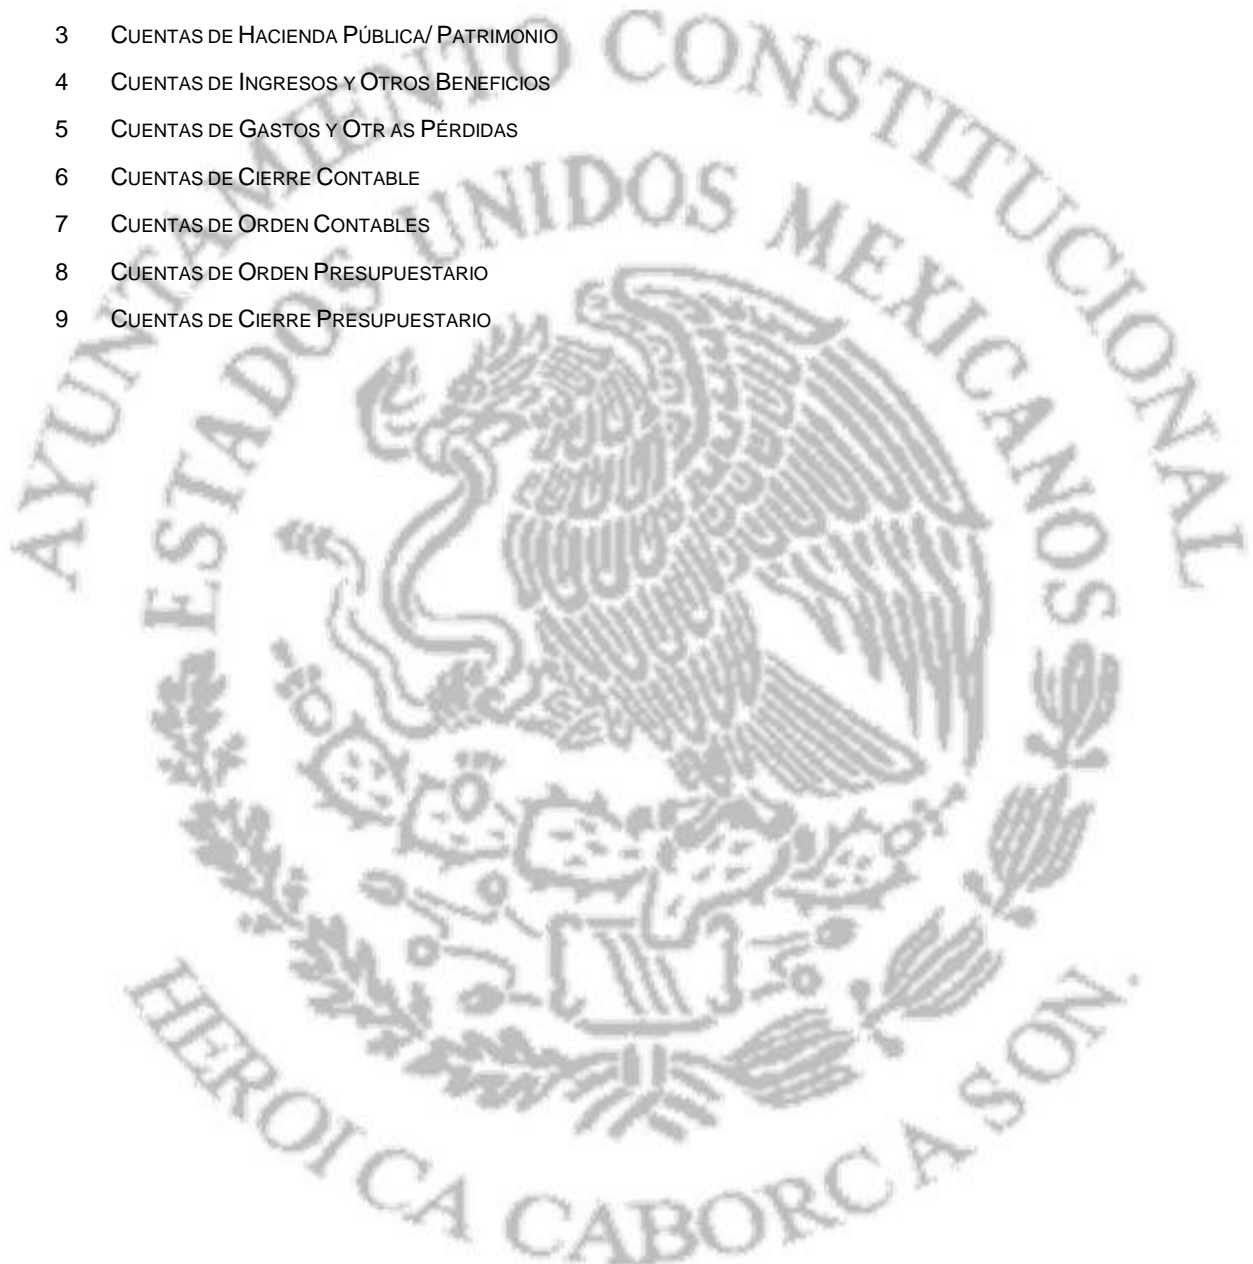 3 CUENTAS DE HACIENDA PÚBLICA/ PATRIMONIO
4 CUENTAS DE INGRESOS Y OTROS BENEFICIOS
5 CUENTAS DE GASTOS Y OTR AS PÉRDIDAS
6 CUENTAS DE CIERRE CONTABLE
7 CUENTAS DE ORDEN CONTABLES
8 CUENTAS DE ORDEN PRESUPUESTARIO
9 CUENTAS DE CIERRE PRESUPUESTARIO
AYUNTAMIENTO CONSTITUCIONAL
ESTADOS UNIDOS MEXICANOS
HEROICA CABORCA SON.